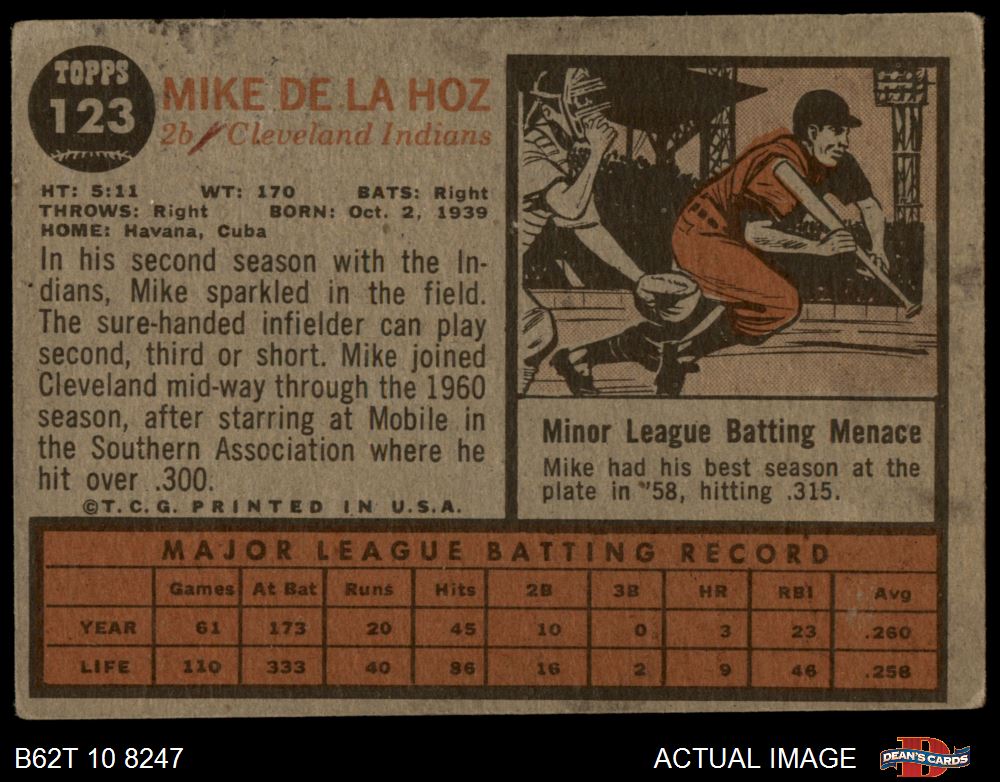 TOPPS
123
MIKE DE LA HOZ
2b Cleveland Indians
HT: 5:11 WT: 170 BATS: Right
THROWS: Right BORN: Oct. 2, 1939
HOME: Havana, Cuba
In his second season with the In-
dians, Mike sparkled in the field.
The sure-handed infielder can play
second, third or short. Mike joined
Cleveland mid-way through the 1960
season, after starring at Mobile in
the Southern Association where he
hit over .300.
©T.C.G. PRINTED IN U.S.A.
Minor League Batting Menace
Mike had his best season at the
plate in '58, hitting .315.
MAJOR LEAGUE BATTING RECORD
Games At Bat Runs Hits 2B 3B HR RBI Avg
YEAR 61 173 20 45 10 0 3 23 .260
LIFE 110 333 40 86 16 2 9 46 .258
B62T 10 8247
ACTUAL IMAGE
D
DEAN'S CARDS